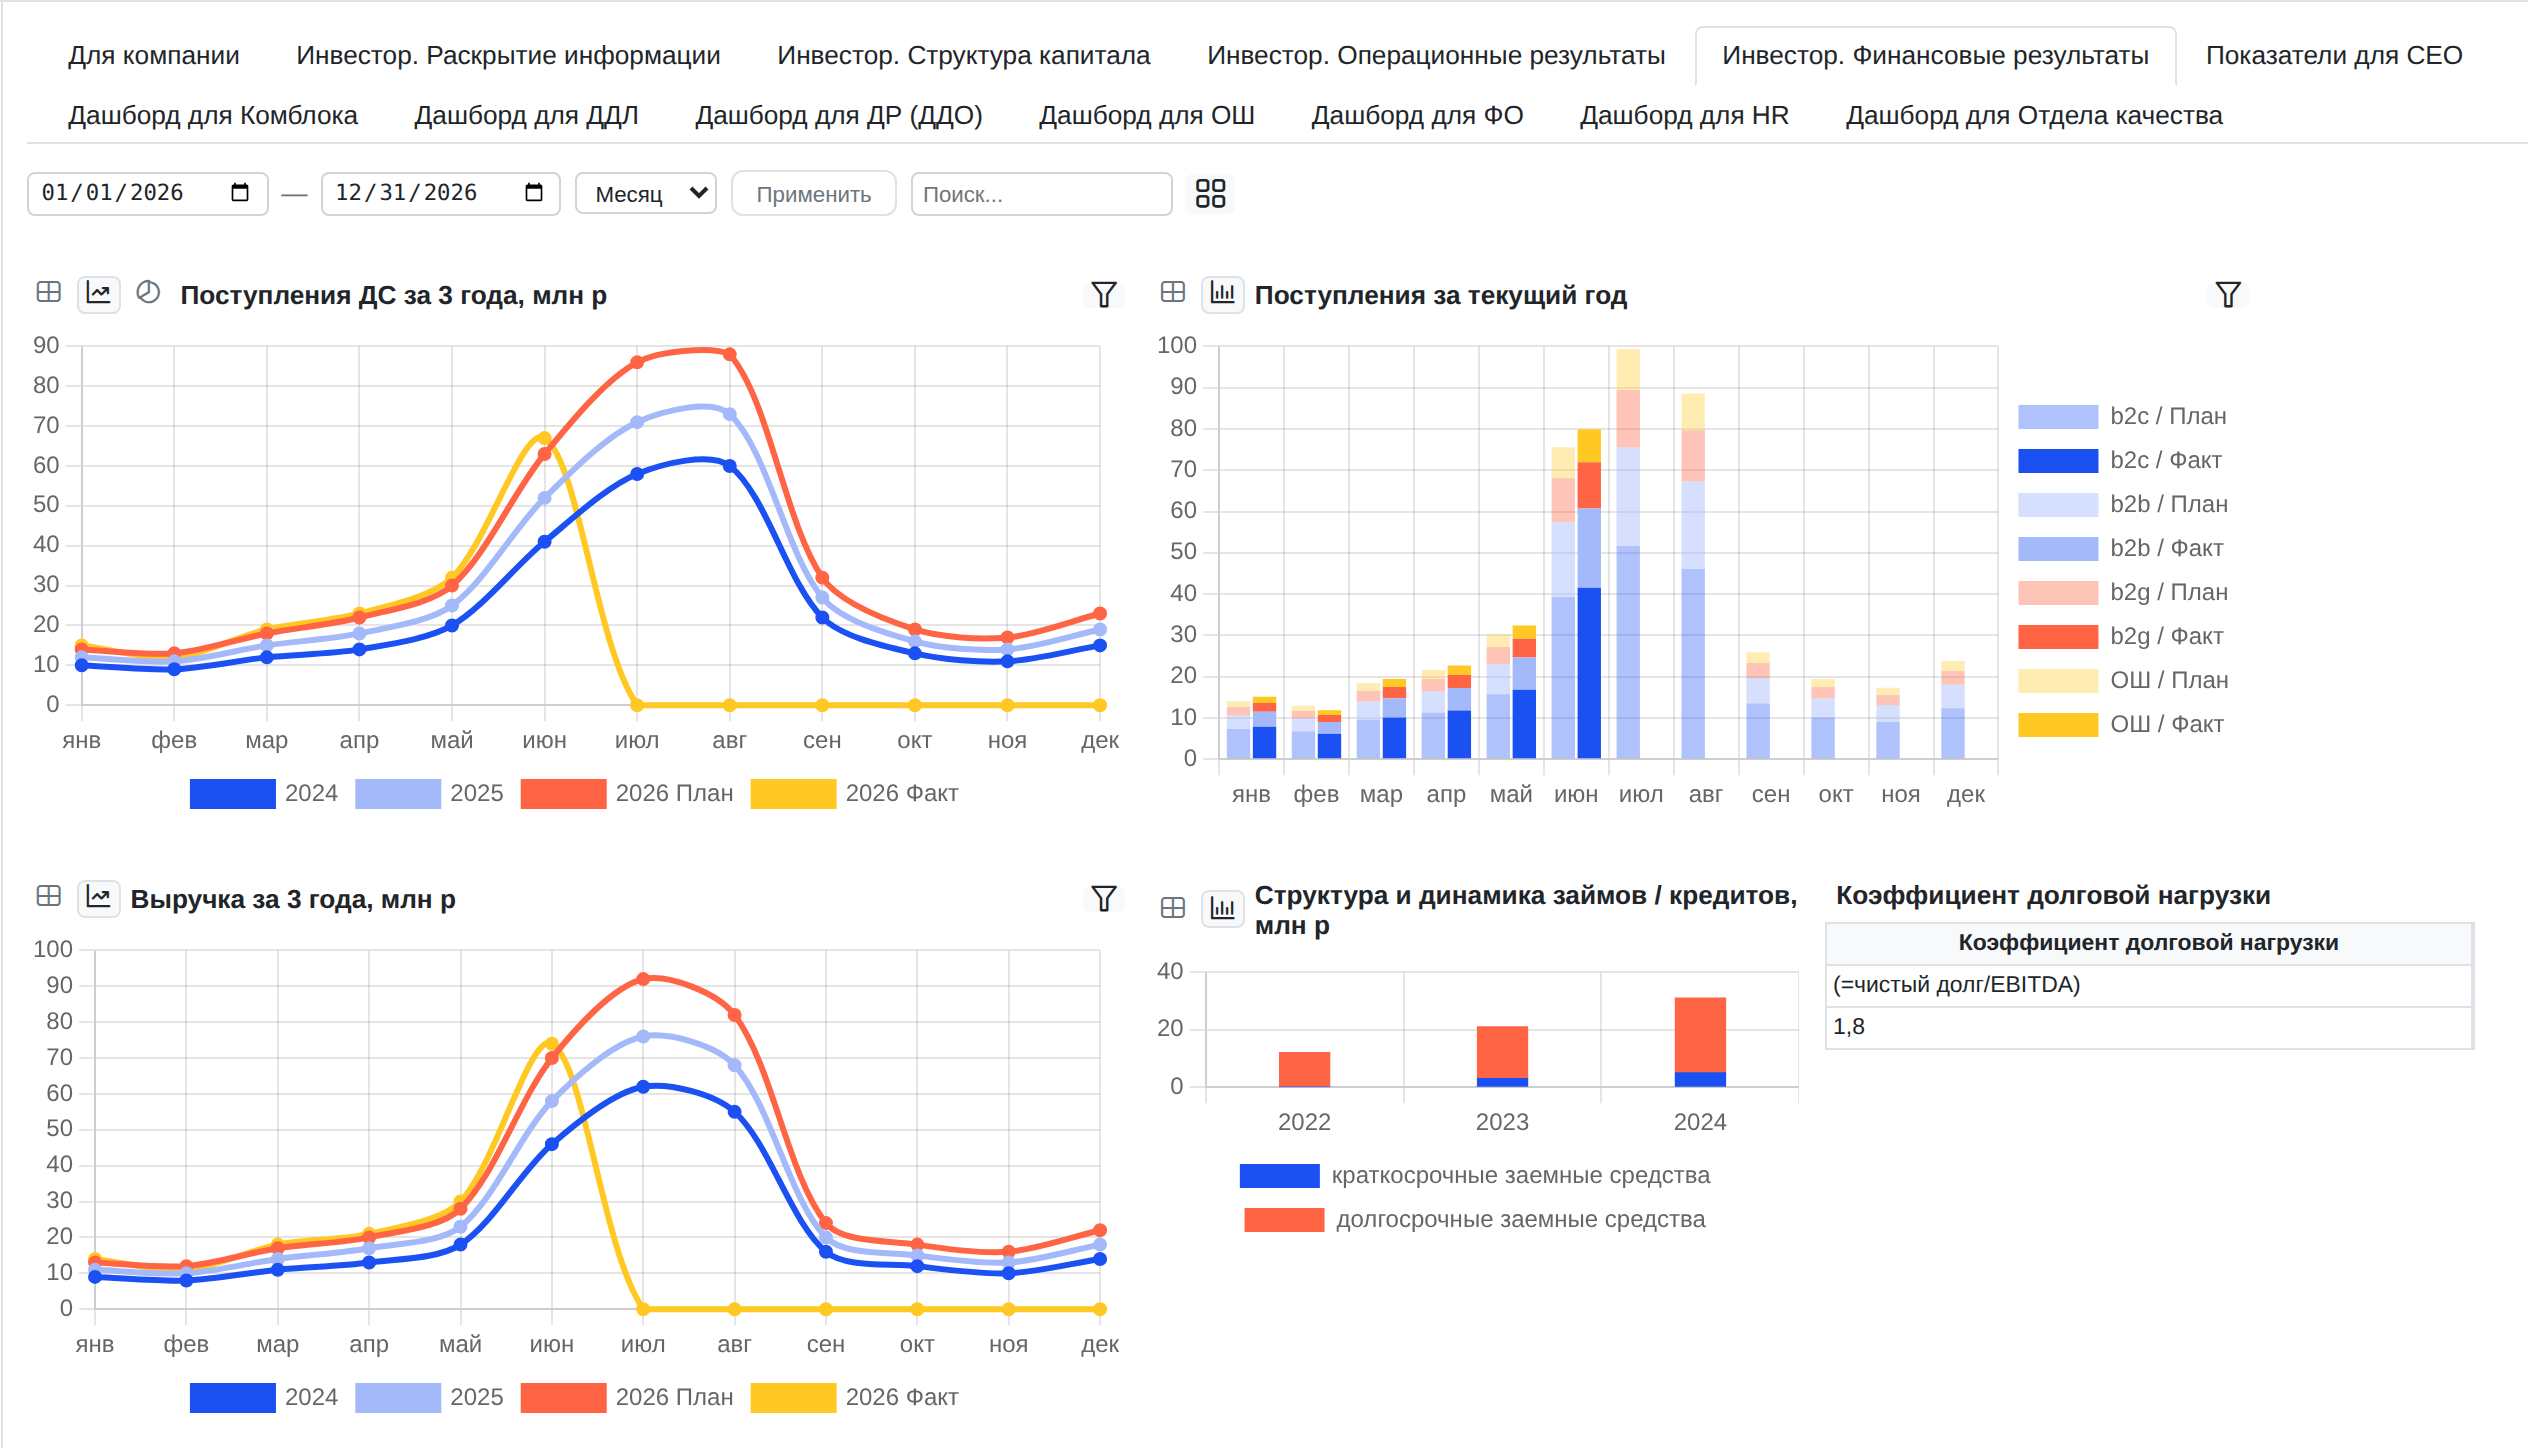 Для компании Инвестор. Раскрытие информации Инвестор. Структура капитала Инвестор. Операционные результаты Инвестор. Финансовые результаты Показатели для CEO
Дашборд для Комблока Дашборд для ДДЛ Дашборд для ДР (ДДО) Дашборд для ОШ Дашборд для ФО Дашборд для HR Дашборд для Отдела качества
01/01/2026 — 12/31/2026 Месяц Применить Поиск...
Поступления ДС за 3 года, млн р
90
80
70
60
50
40
30
20
10
0
янв фев мар апр май июн июл авг сен окт ноя дек
2024 2025 2026 План 2026 Факт
Поступления за текущий год
100
90
80
70
60
50
40
30
20
10
0
янв фев мар апр май июн июл авг сен окт ноя дек
b2c / План
b2c / Факт
b2b / План
b2b / Факт
b2g / План
b2g / Факт
ОШ / План
ОШ / Факт
Выручка за 3 года, млн р
100
90
80
70
60
50
40
30
20
10
0
янв фев мар апр май июн июл авг сен окт ноя дек
2024 2025 2026 План 2026 Факт
Структура и динамика займов / кредитов,
млн р
40
20
0
2022 2023 2024
краткосрочные заемные средства
долгосрочные заемные средства
Коэффициент долговой нагрузки
Коэффициент долговой нагрузки
(=чистый долг/EBITDA)
1,8